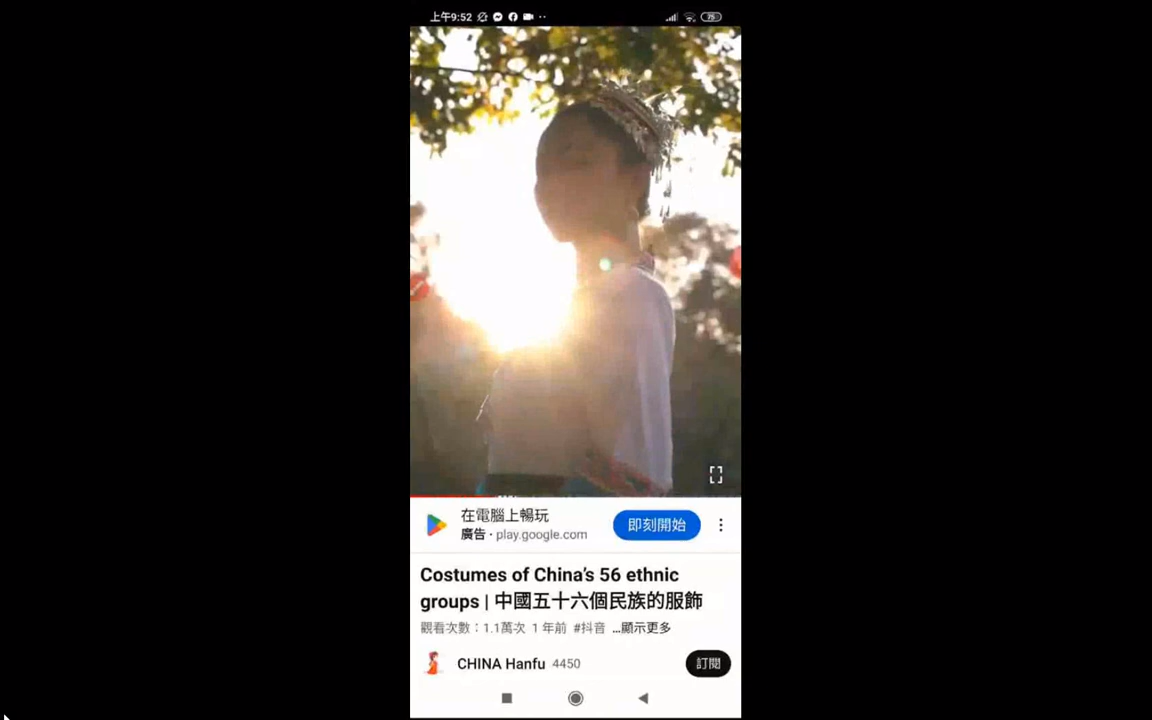 上午9:52
75
在電腦上暢玩
廣告 · play.google.com
即刻開始
Costumes of China's 56 ethnic
groups | 中國五十六個民族的服飾
觀看次數：1.1萬次 1 年前 #抖音 ...顯示更多
CHINA Hanfu 4450
訂閱